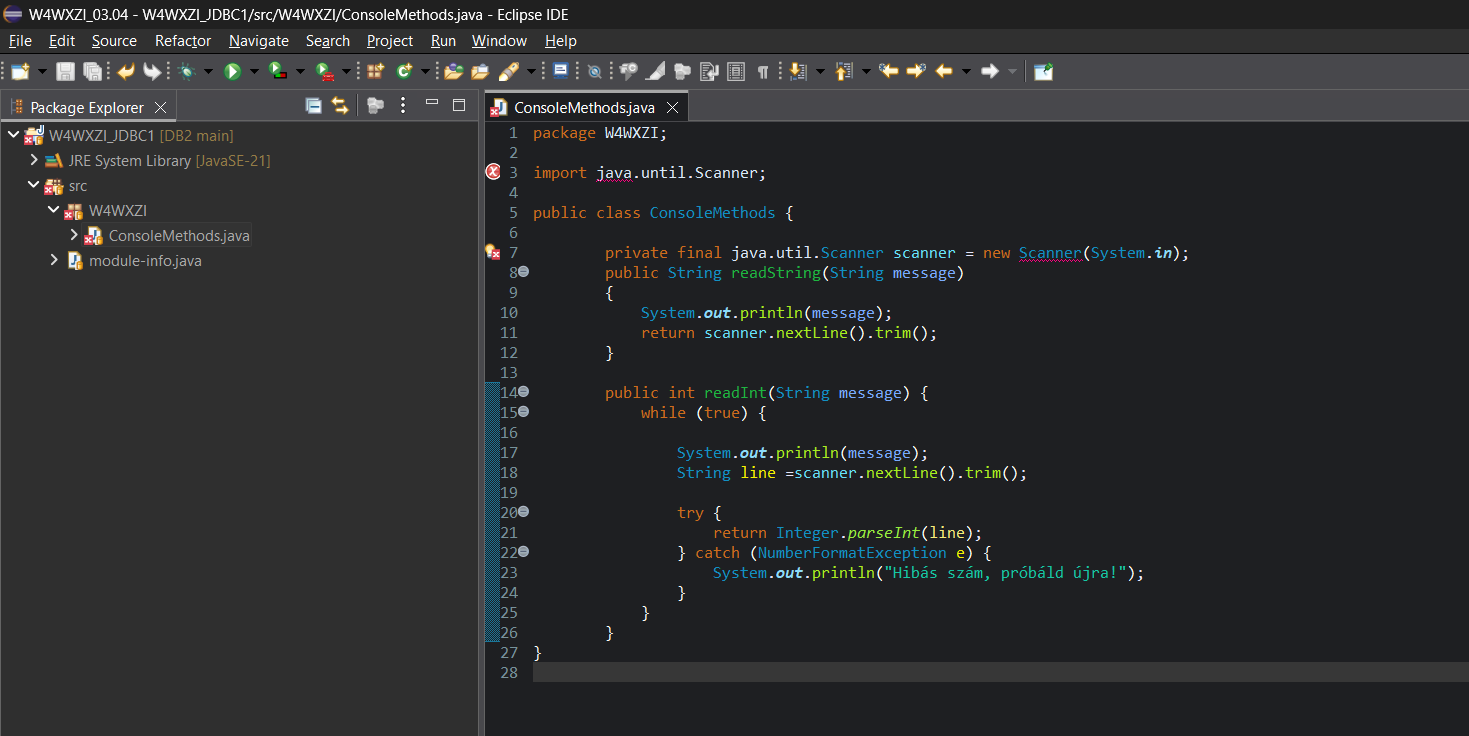 W4WXZI_03.04 - W4WXZI_JDBC1/src/W4WXZI/ConsoleMethods.java - Eclipse IDE
File Edit Source Refactor Navigate Search Project Run Window Help
Package Explorer
W4WXZI_JDBC1 [DB2 main]
JRE System Library [JavaSE-21]
src
W4WXZI
ConsoleMethods.java
module-info.java
ConsoleMethods.java
1 package W4WXZI;
2
3 import java.until.Scanner;
4
5 public class ConsoleMethods {
6
7 private final java.util.Scanner scanner = new Scanner(System.in);
8 public String readString(String message)
9 {
10 System.out.println(message);
11 return scanner.nextLine().trim();
12 }
13
14 public int readInt(String message) {
15 while (true) {
16
17 System.out.println(message);
18 String line =scanner.nextLine().trim();
19
20 try {
21 return Integer.parseInt(line);
22 } catch (NumberFormatException e) {
23 System.out.println("Hibás szám, próbáld újra!");
24 }
25 }
26 }
27 }
28